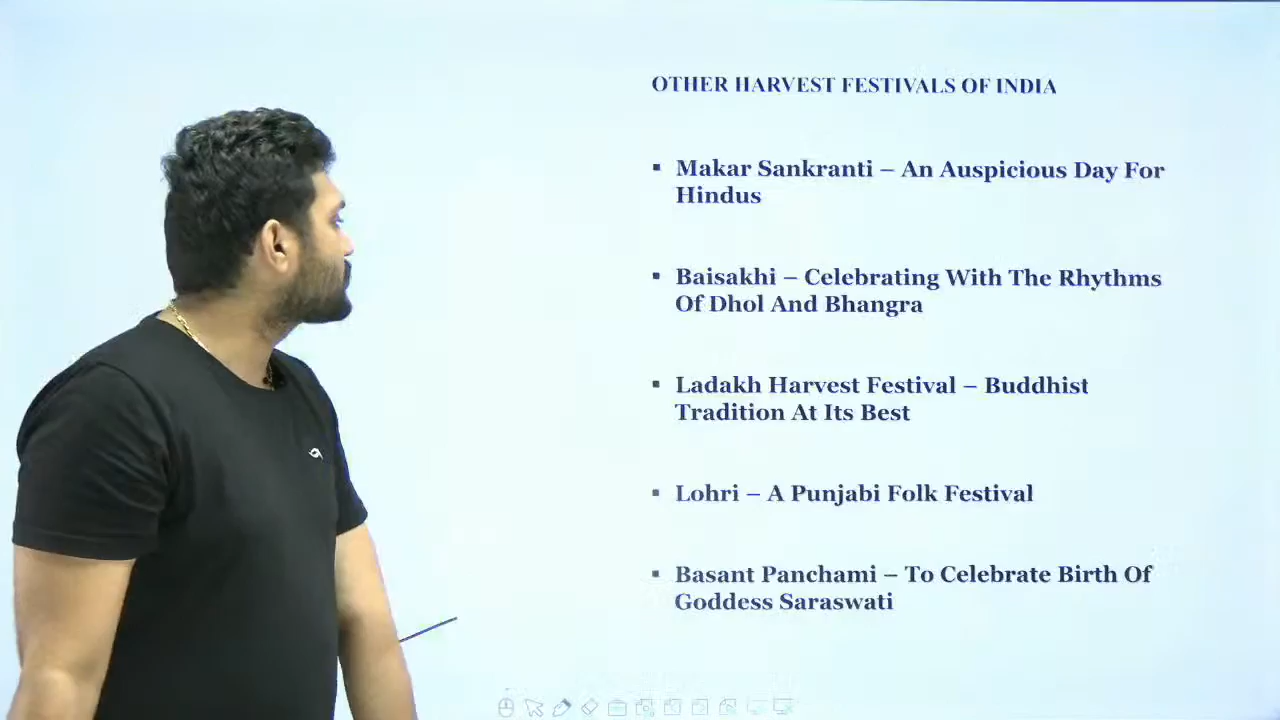 OTHER HARVEST FESTIVALS OF INDIA
▪ Makar Sankranti – An Auspicious Day For
Hindus
▪ Baisakhi – Celebrating With The Rhythms
Of Dhol And Bhangra
▪ Ladakh Harvest Festival – Buddhist
Tradition At Its Best
▪ Lohri – A Punjabi Folk Festival
▪ Basant Panchami – To Celebrate Birth Of
Goddess Saraswati